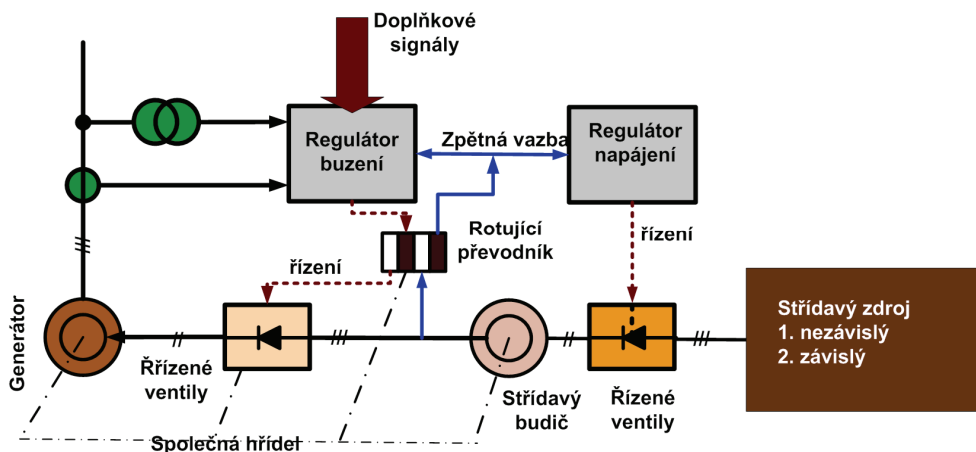 Doplňkové
signály
Regulátor
buzení
Zpětná vazba
Regulátor
napájení
Rotující
převodník
řízení
řízení
Generátor
Střídavý zdroj
1. nezávislý
2. závislý
Řřízené
ventily
Střídavý
budič
Řízené
ventily
Společná hřídel